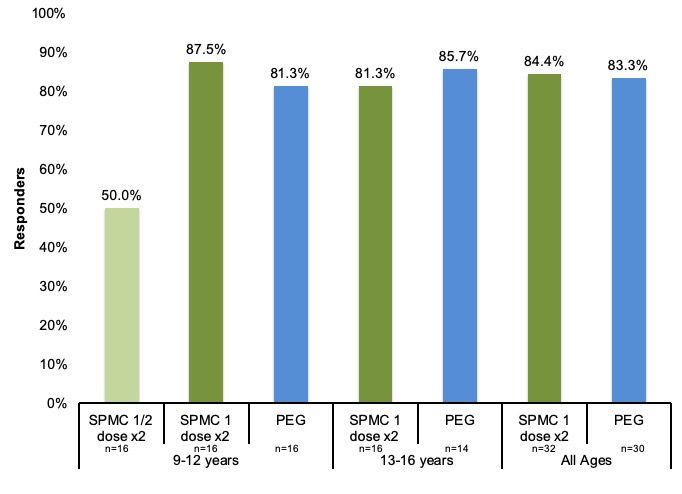 100%
90%
80%
70%
60%
50%
40%
30%
20%
10%
0%
Responders
50.0%
87.5%
81.3%
81.3%
85.7%
84.4%
83.3%
SPMC 1/2
dose x2
n=16
SPMC 1
dose x2
n=16
PEG
n=16
SPMC 1
dose x2
n=16
PEG
n=14
SPMC 1
dose x2
n=32
PEG
n=30
9-12 years
13-16 years
All Ages